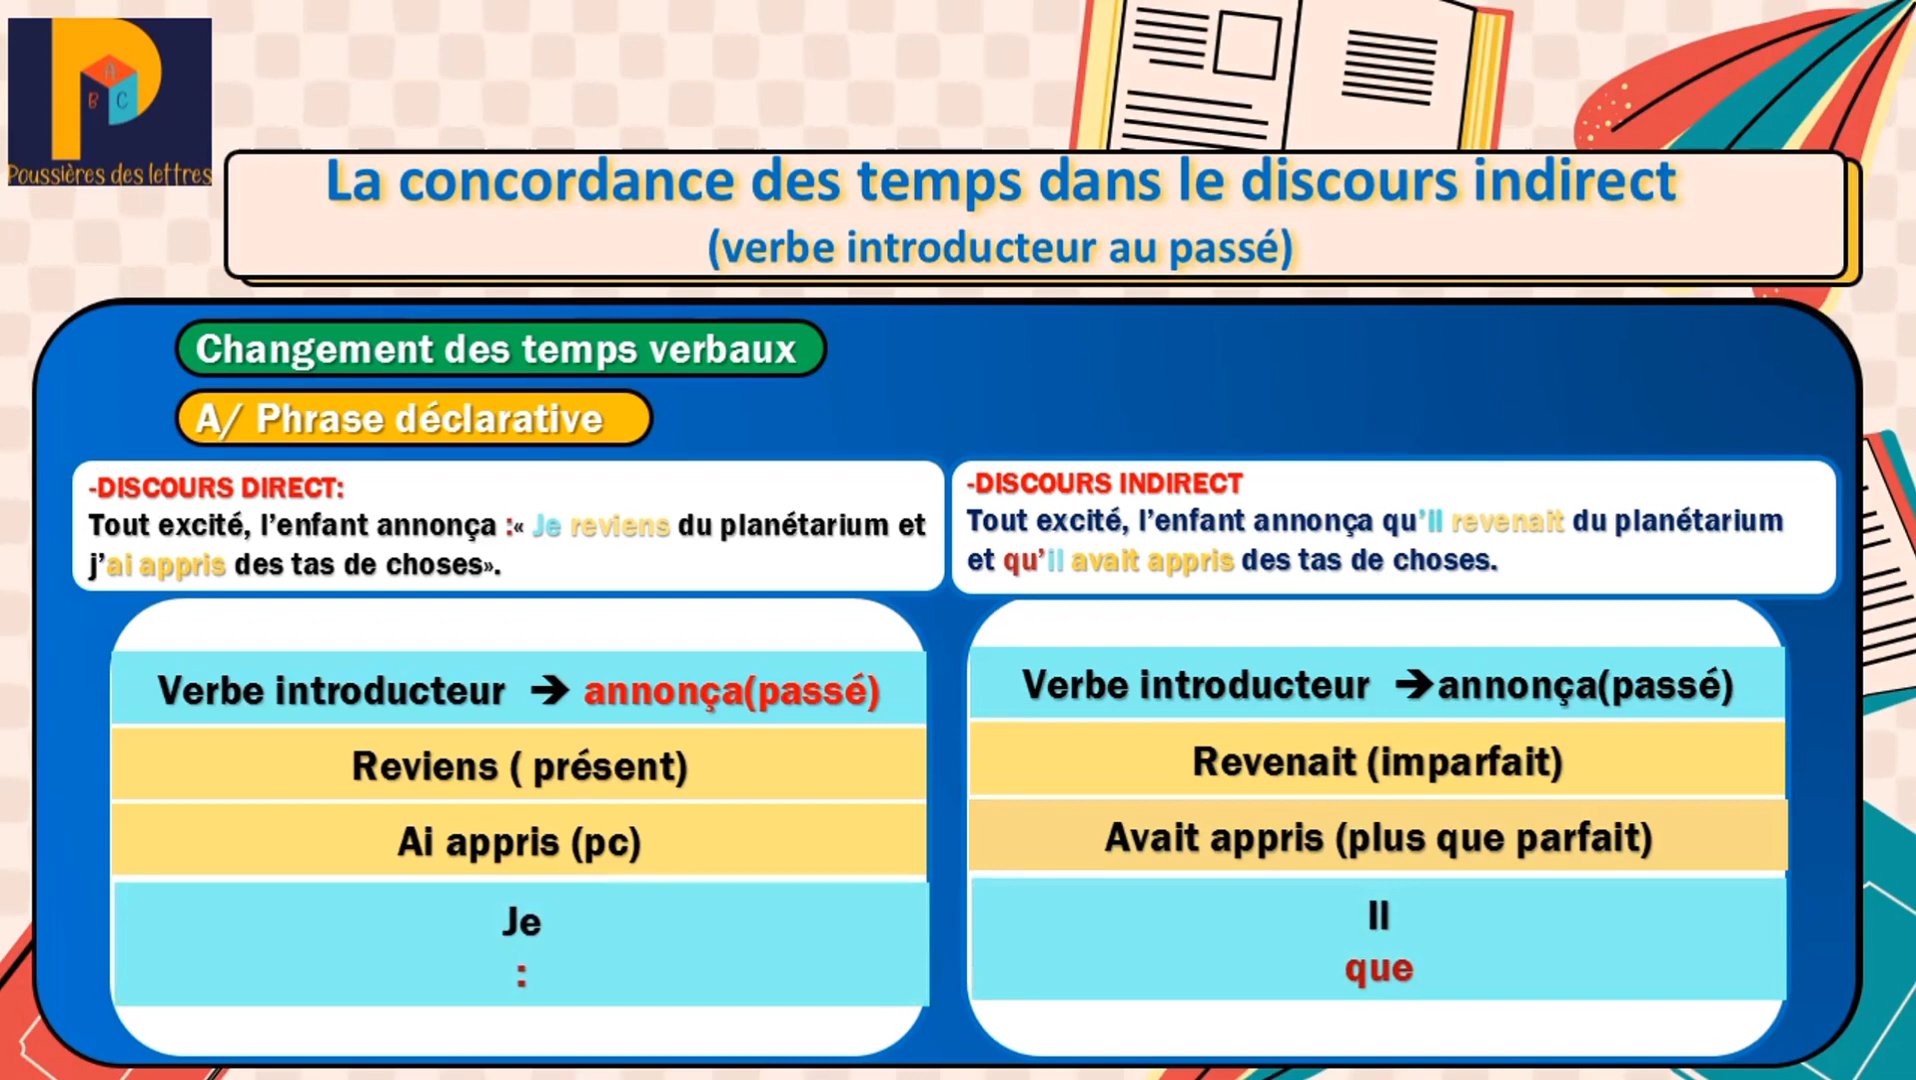 A
B C
Poussières des lettres
La concordance des temps dans le discours indirect
(verbe introducteur au passé)
Changement des temps verbaux
A/ Phrase déclarative
-DISCOURS DIRECT:
Tout excité, l'enfant annonça :« Je reviens du planétarium et
j'ai appris des tas de choses».
-DISCOURS INDIRECT
Tout excité, l'enfant annonça qu'Il revenait du planétarium
et qu'il avait appris des tas de choses.
Verbe introducteur ➔ annonça(passé)
Reviens ( présent)
Ai appris (pc)
Je
:
Verbe introducteur ➔annonça(passé)
Revenait (imparfait)
Avait appris (plus que parfait)
Il
que